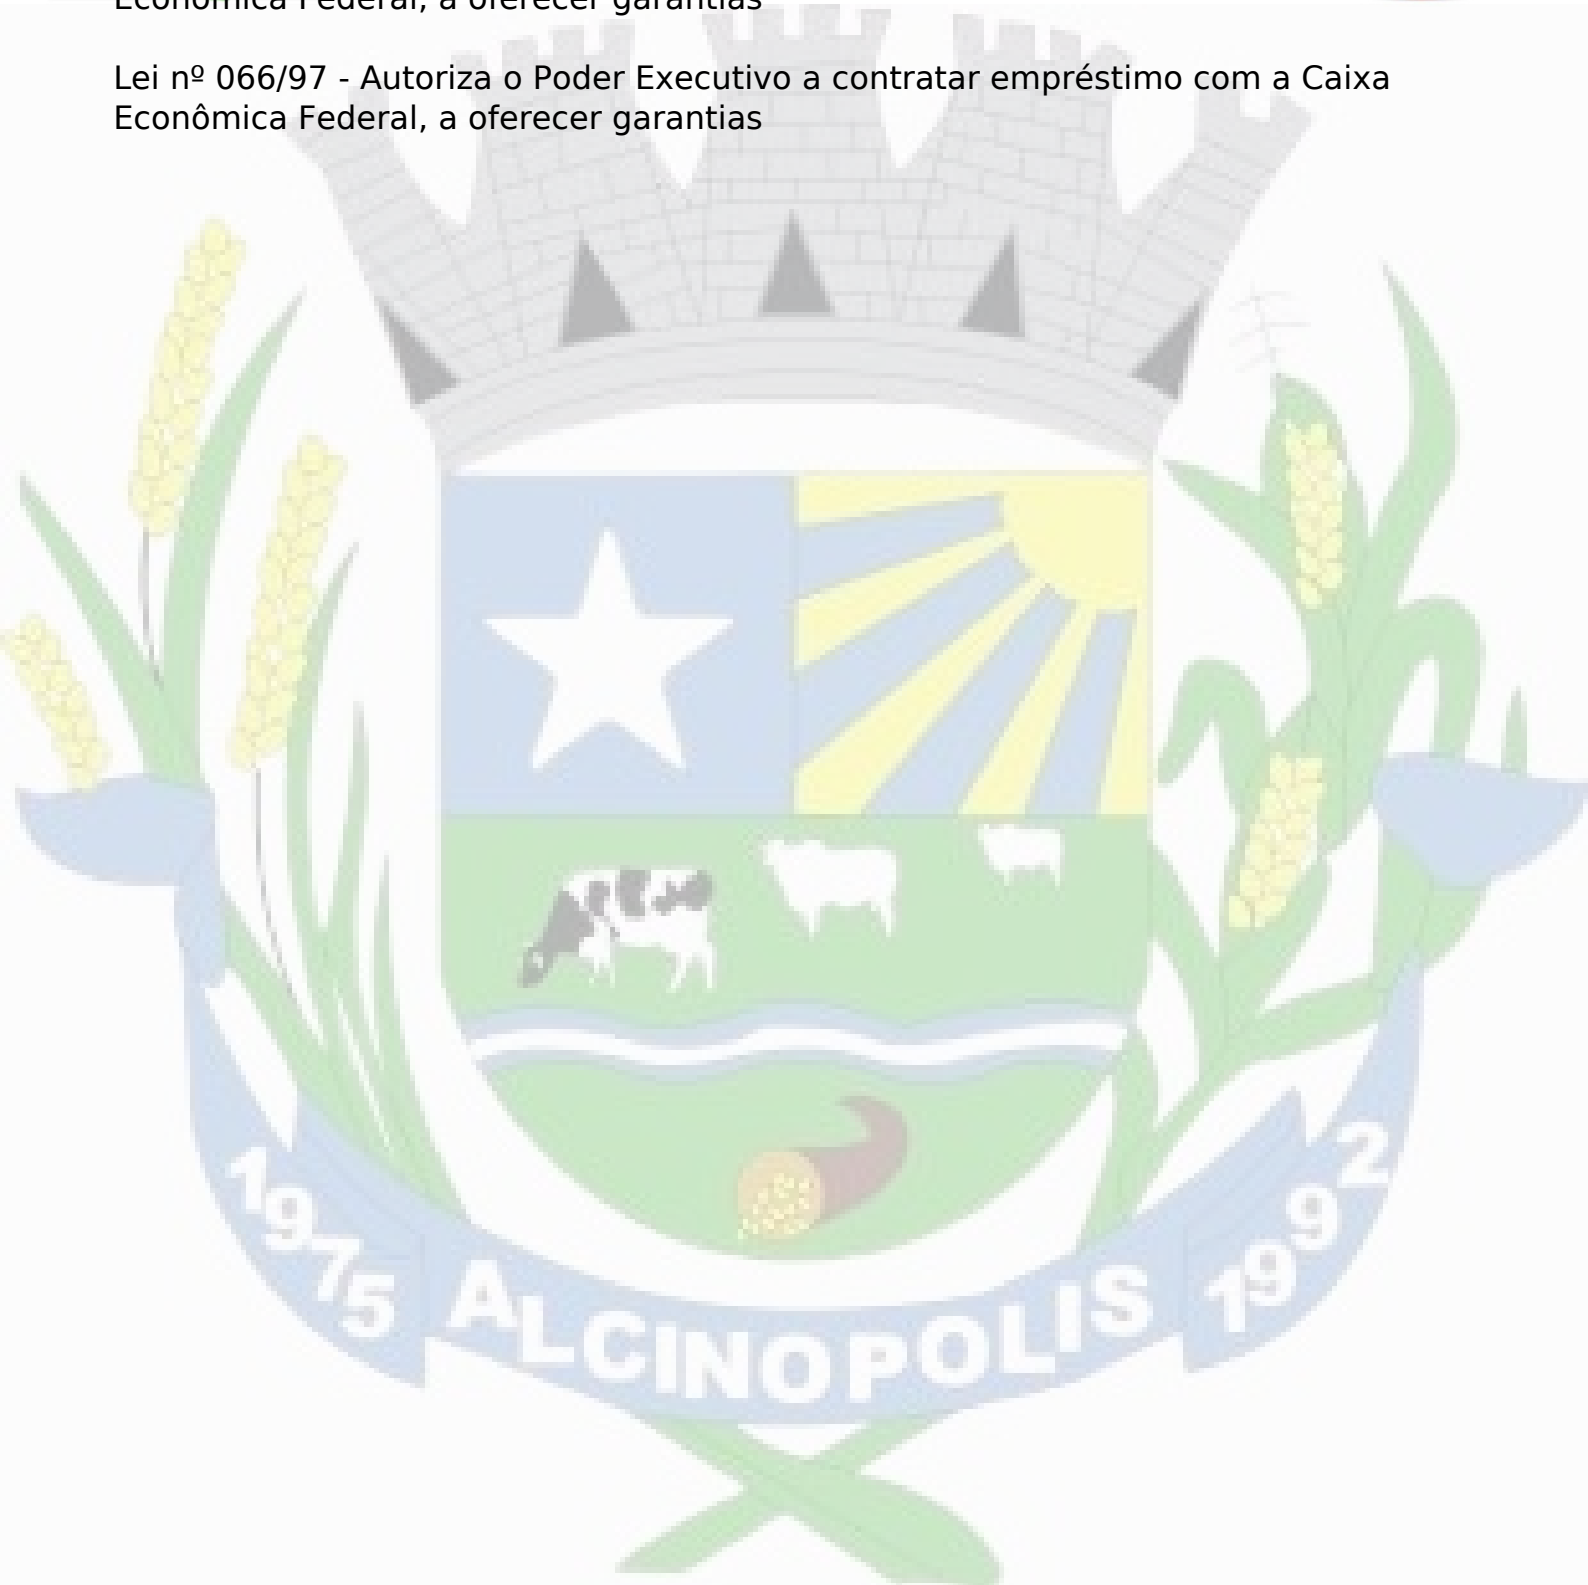 Econômica Federal, a oferecer garantias
Lei nº 066/97 - Autoriza o Poder Executivo a contratar empréstimo com a Caixa
Econômica Federal, a oferecer garantias
1975 ALCINOPOLIS 1992